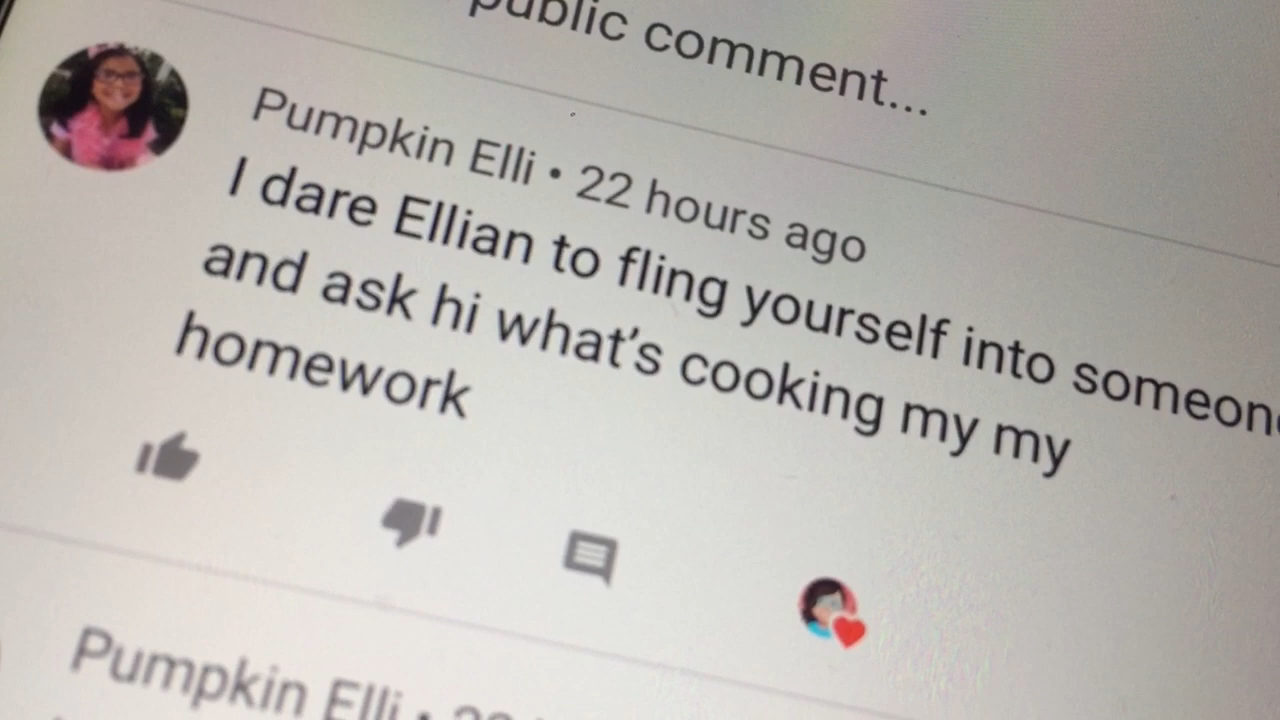 public comment...
Pumpkin Elli • 22 hours ago
I dare Ellian to fling yourself into
and ask hi what's cooking my my
homework
Pumpkin Elli •